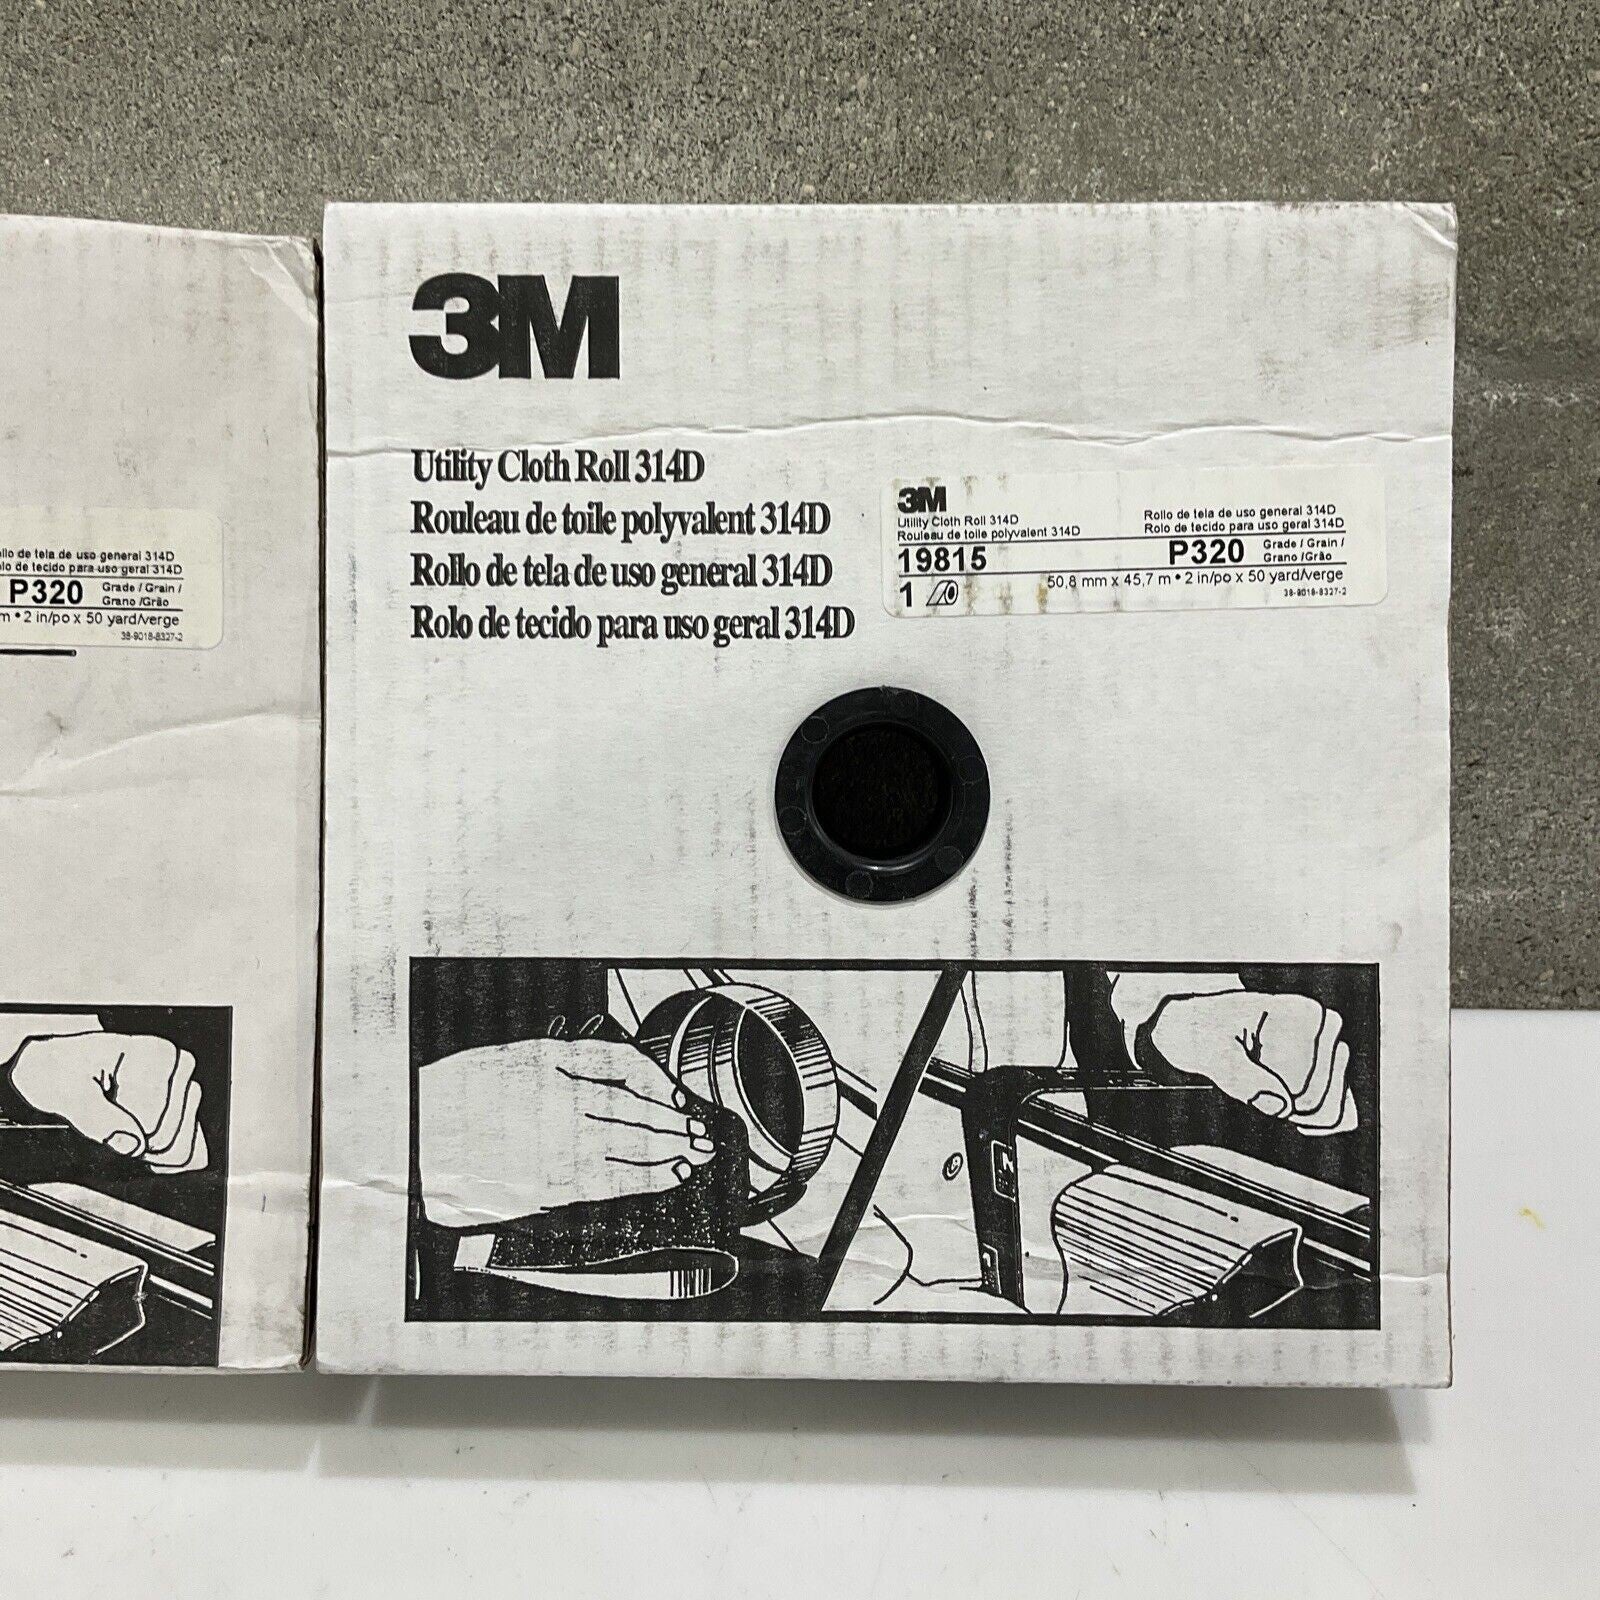 3M
Utility Cloth Roll 314D
Rouleau de toile polyvalent 314D
Rollo de tela de uso general 314D
Rolo de tecido para uso geral 314D
3M
Utility Cloth Roll 314D
Rouleau de toile polyvalent 314D
Rollo de tela de uso general 314D
Rolo de tecido para uso geral 314D
19815
P320 Grade / Grain /
Grano /Grão
1
50,8 mm x 45,7 m • 2 in/po x 50 yard/verge
38-9018-8327-2
de tela de uso general 314D
de tecido para uso geral 314D
P320 Grade / Grain /
Grano /Grão
m • 2 in/po x 50 yard/verge
38-9018-8327-2